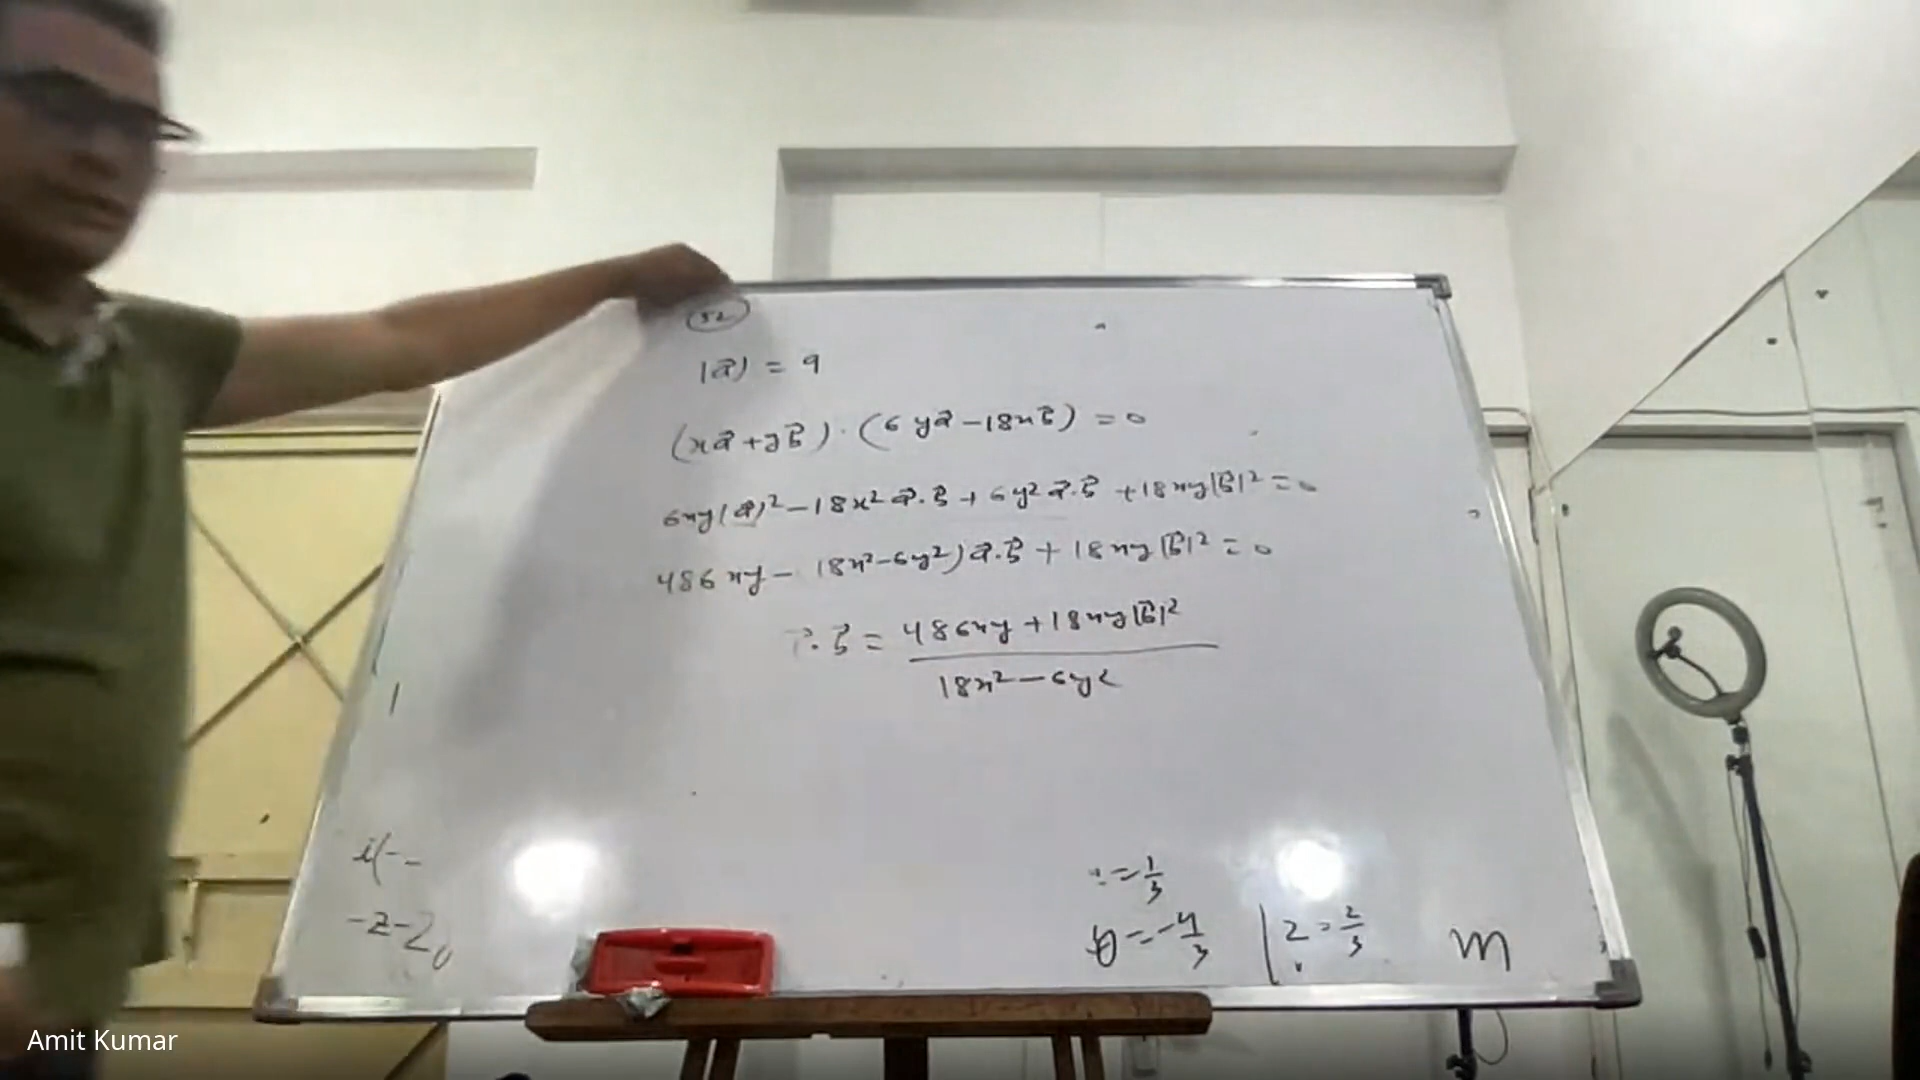 52
|a⃗| = 9
(xa⃗ + yb⃗) · (6ya⃗ - 18xb⃗) = 0
6xy|a⃗|² - 18x² a⃗·b⃗ + 6y² a⃗·b⃗ + 18xy|b⃗|² = 0
486xy - 18x² - 6y²) a⃗·b⃗ + 18xy|b⃗|² = 0
·b⃗ = 486xy + 18xy|b⃗|²
18x² - 6y²
i(--
-z-2
= 1/3
y = -4/3 | z = 2/3 m
Amit Kumar